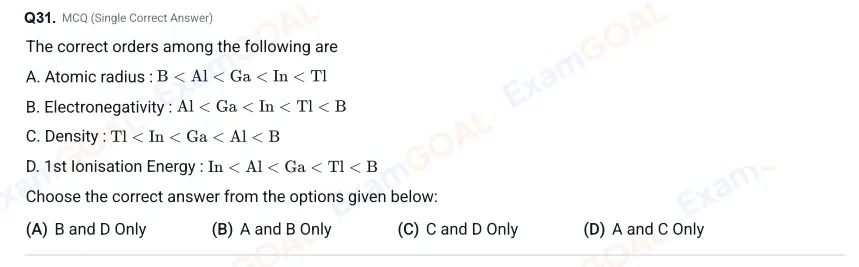 Q31. MCQ (Single Correct Answer)
The correct orders among the following are
A. Atomic radius : B < Al < Ga < In < Tl
B. Electronegativity : Al < Ga < In < Tl < B
C. Density : Tl < In < Ga < Al < B
D. 1st Ionisation Energy : In < Al < Ga < Tl < B
Choose the correct answer from the options given below:
(A) B and D Only (B) A and B Only (C) C and D Only (D) A and C Only
ExamGOAL